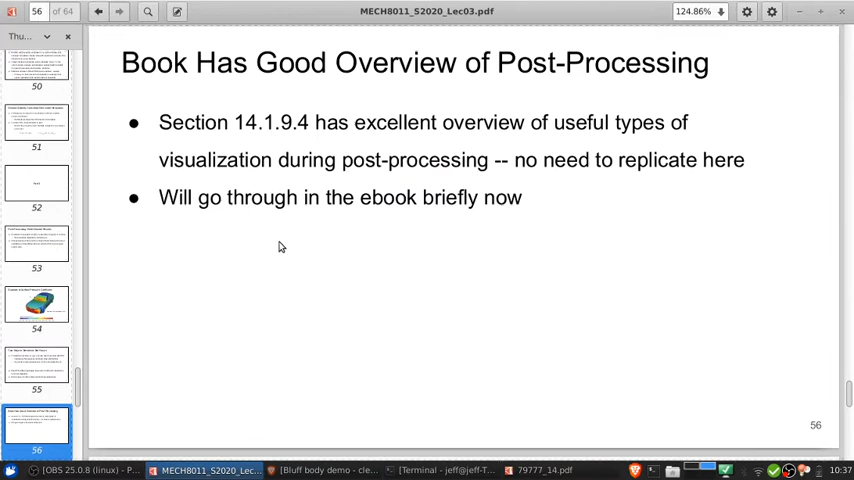 56 of 64
MECH8011_S2020_Lec03.pdf
124.86%
Thu...
50
51
52
53
54
55
56
Book Has Good Overview of Post-Processing
● Section 14.1.9.4 has excellent overview of useful types of
visualization during post-processing -- no need to replicate here
● Will go through in the ebook briefly now
56
[OBS 25.0.8 (linux) - P...
MECH8011_S2020_Lec...
[Bluff body demo - cle...
[Terminal - jeff@jeff-T...
79777_14.pdf
10:37